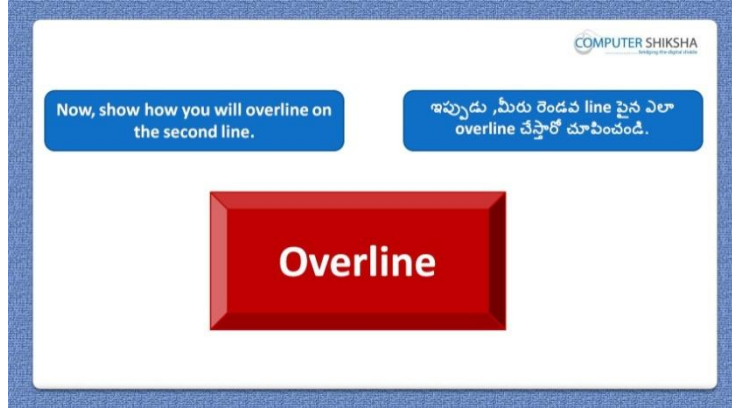 COMPUTER SHIKSHA
bridging the digital divide
Now, show how you will overline on
the second line.
ఇప్పుడు ,మీరు రెండవ line పైన ఎలా
overline చేస్తారో చూపించండి.
Overline